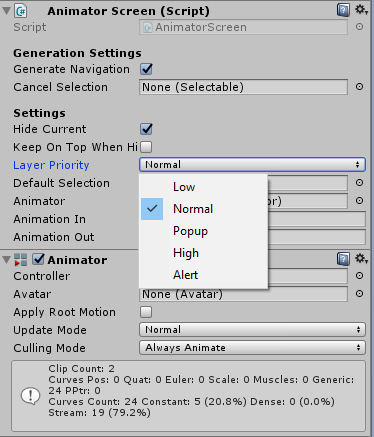 Animator Screen (Script)
Script AnimatorScreen
Generation Settings
Generate Navigation
Cancel Selection None (Selectable)
Settings
Hide Current
Keep On Top When Hi
Layer Priority Normal
Low
Default Selection
Normal
Animator or)
Popup
Animation In
High
Animation Out
Alert
Animator
Controller
Avatar None (Avatar)
Apply Root Motion
Update Mode Normal
Culling Mode Always Animate
Clip Count: 2
Curves Pos: 0 Quat: 0 Euler: 0 Scale: 0 Muscles: 0 Generic:
24 PPtr: 0
Curves Count: 24 Constant: 5 (20.8%) Dense: 0 (0.0%)
Stream: 19 (79.2%)